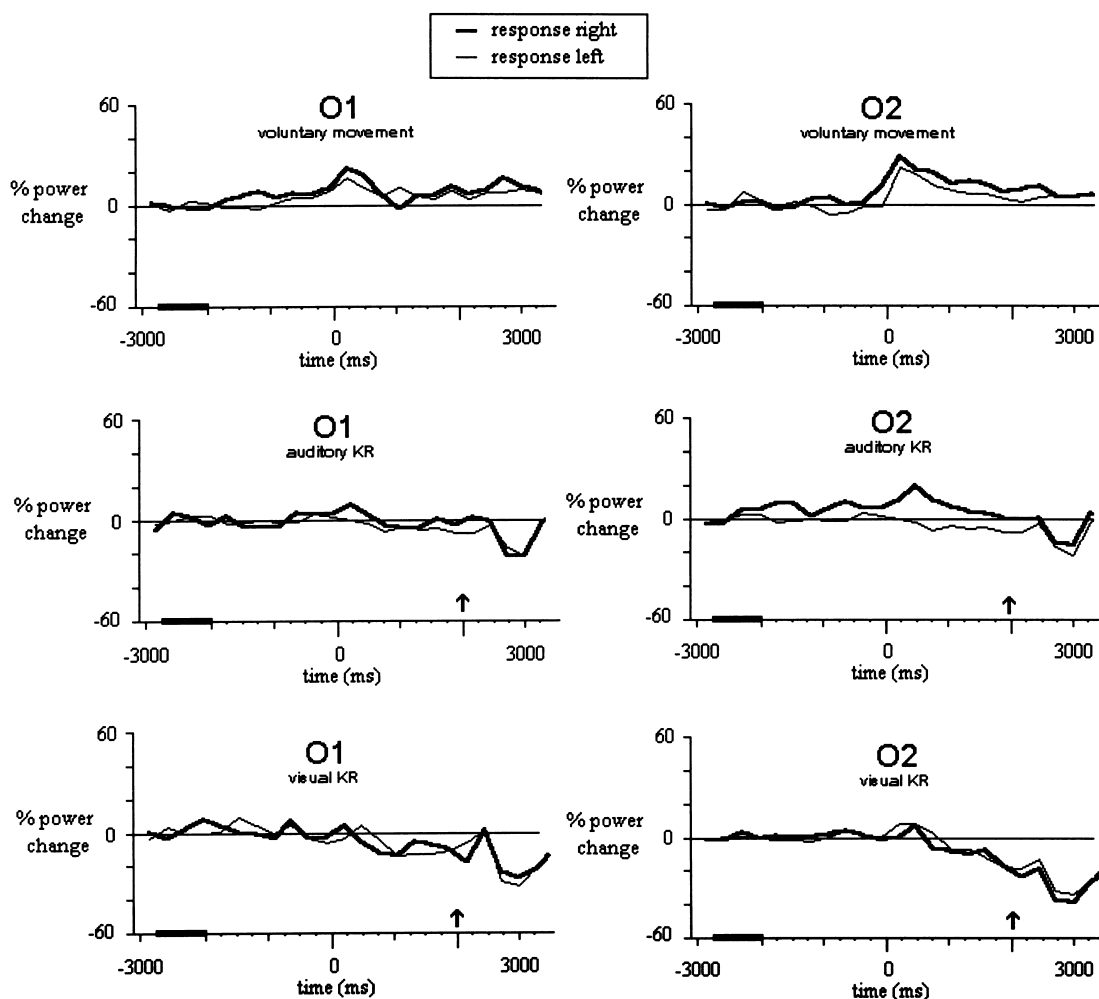 response right
response left
O1
voluntary movement
60
% power
change
0
-60
-3000
0
3000
time (ms)
O2
voluntary movement
60
% power
change
0
-60
-3000
0
3000
time (ms)
O1
auditory KR
60
% power
change
0
-60
-3000
0
3000
time (ms)
O2
auditory KR
60
% power
change
0
-60
-3000
0
3000
time (ms)
O1
visual KR
60
% power
change
0
-60
-3000
0
3000
time (ms)
O2
visual KR
60
% power
change
0
-60
-3000
0
3000
time (ms)